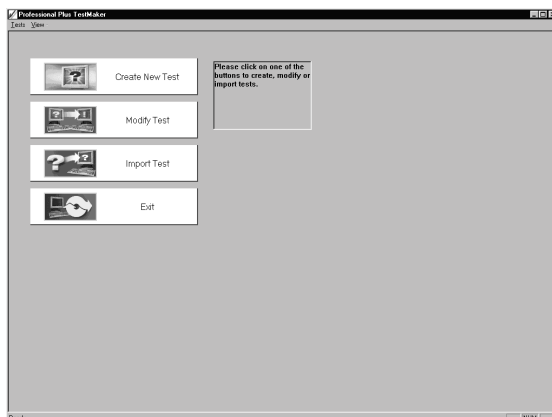 Professional Plus TestMaker
Tests View
Create New Test
Please click on one of the
buttons to create, modify or
import tests.
Modify Test
Import Test
Exit